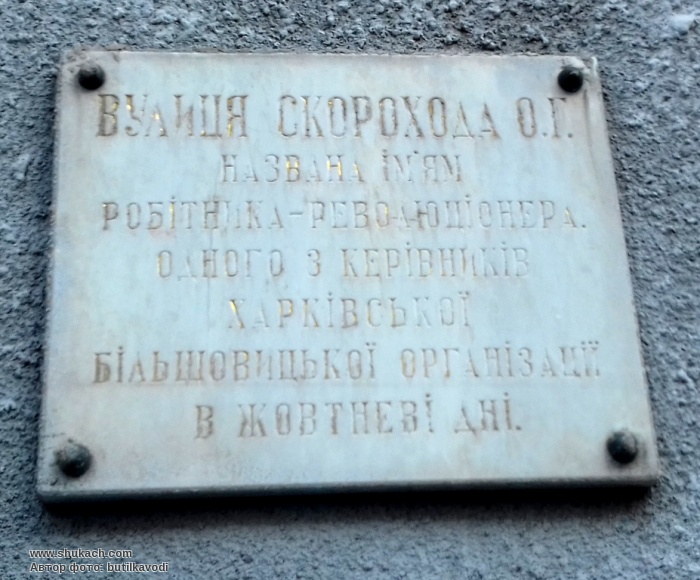 ВУЛИЦЯ СКОРОХОДА О.Г.
НАЗВАНА ІМ'ЯМ
РОБІТНИКА-РЕВОЛЮЦІОНЕРА.
ОДНОГО З КЕРІВНИКІВ
ХАРКІВСЬКОЇ
БІЛЬШОВИЦЬКОЇ ОРГАНІЗАЦІЇ
В ЖОВТНЕВІ ДНІ.
www.shukach.com
Автор фото: butilkavodi